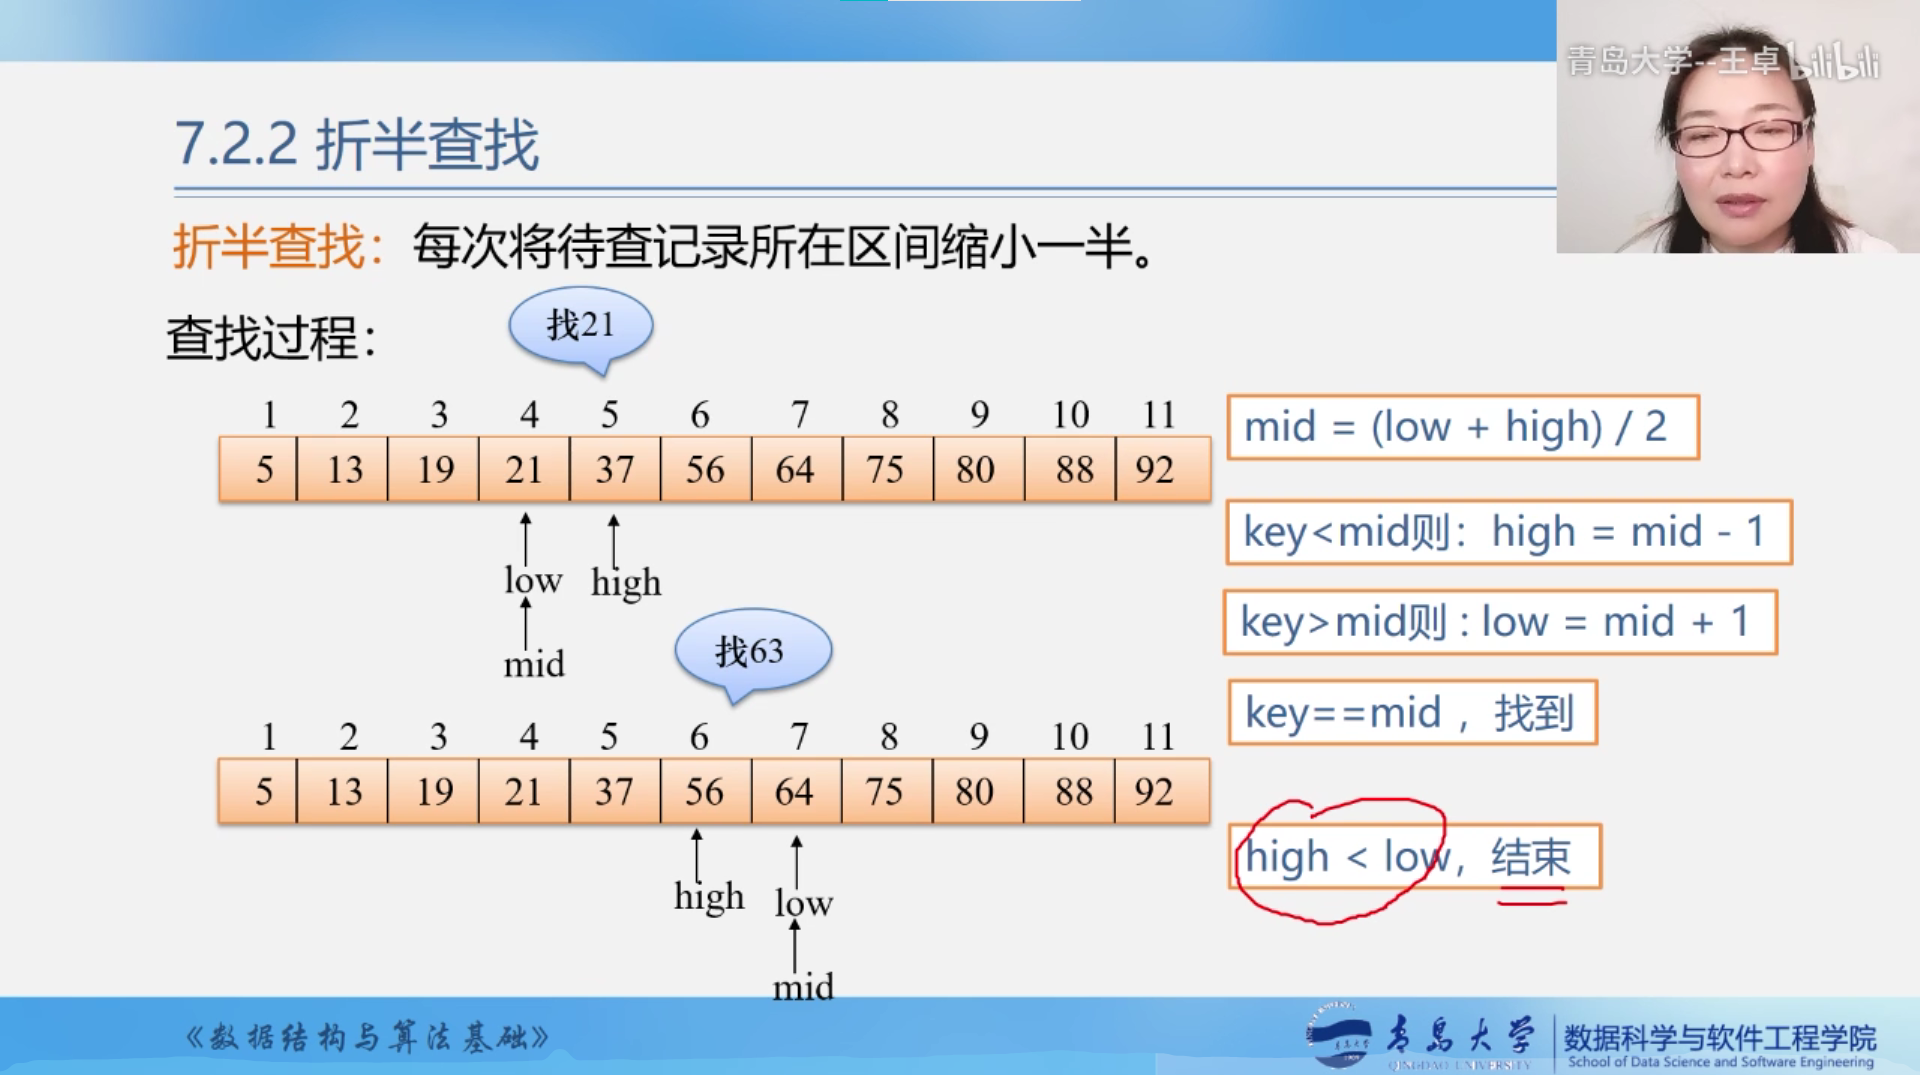 青岛大学--王卓 bilibili
7.2.2 折半查找
折半查找：每次将待查记录所在区间缩小一半。
查找过程：
找21
1 2 3 4 5 6 7 8 9 10 11
5 13 19 21 37 56 64 75 80 88 92
low high
mid
找63
1 2 3 4 5 6 7 8 9 10 11
5 13 19 21 37 56 64 75 80 88 92
high low
mid
mid = (low + high) / 2
key<mid则：high = mid - 1
key>mid则：low = mid + 1
key==mid，找到
high < low，结束
《数据结构与算法基础》
青岛大学
QINGDAO UNIVERSITY
数据科学与软件工程学院
School of Data Science and Software Engineering